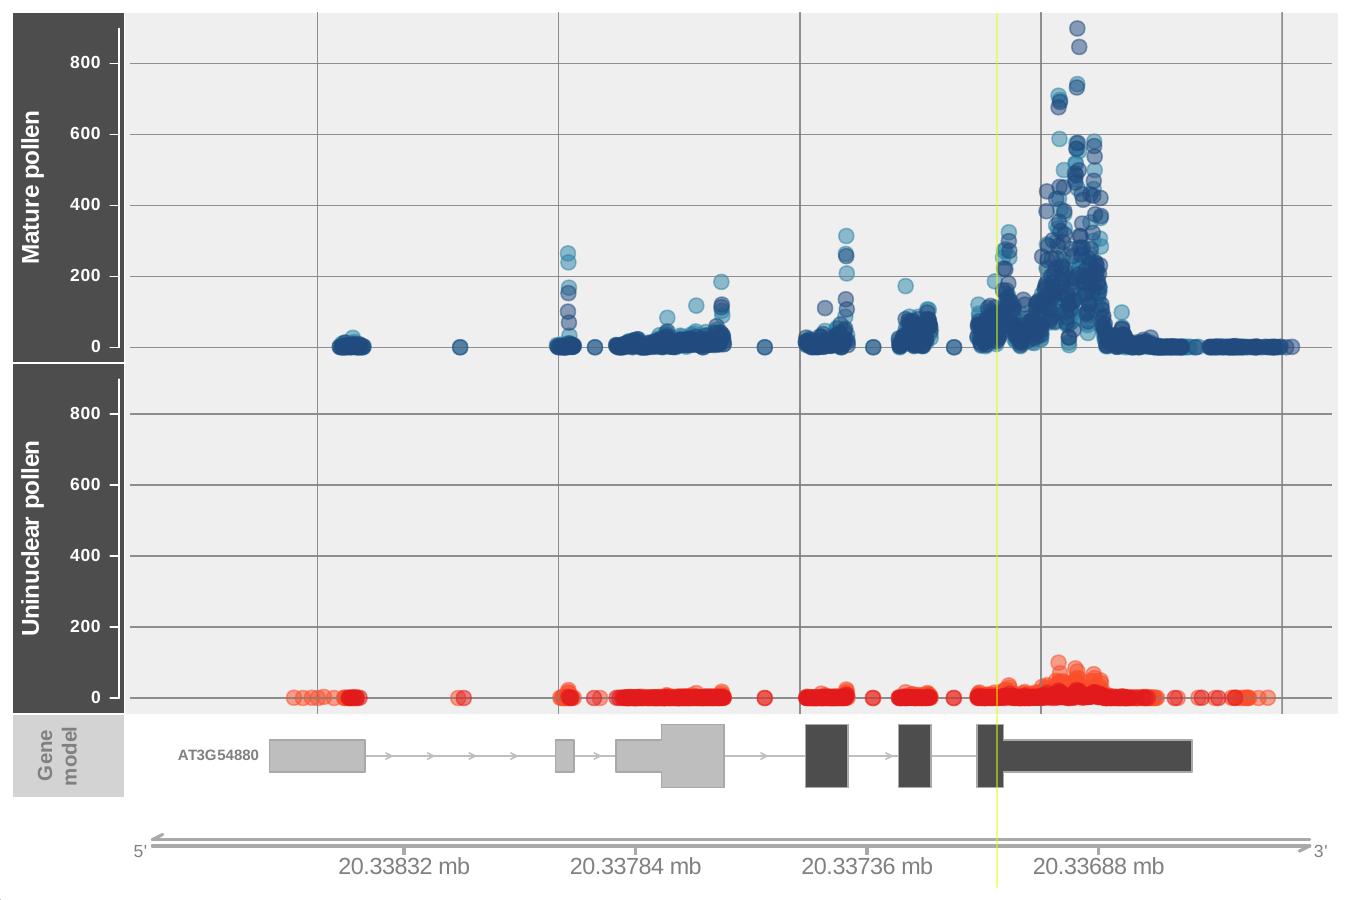 Mature pollen
800
600
400
200
0
Uninuclear pollen
800
600
400
200
0
Gene
model
AT3G54880
5'
3'
20.33832 mb
20.33784 mb
20.33736 mb
20.33688 mb